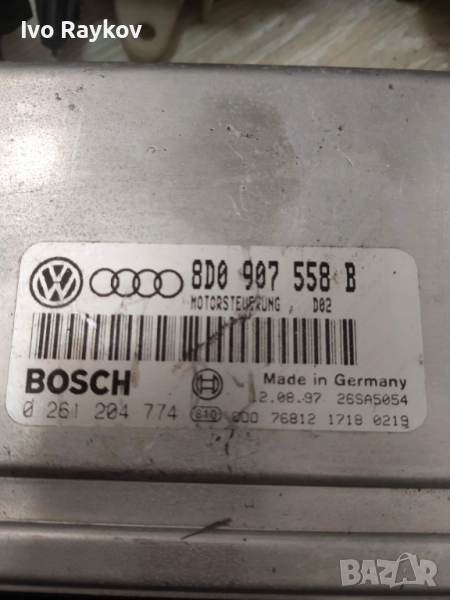 Ivo Raykov
8D0 907 558 B
MOTORSTEUERUNG , D02
BOSCH
Made in Germany
12.08.97 26SA5054
0 261 204 774
76812 1718 0219
BAZAR